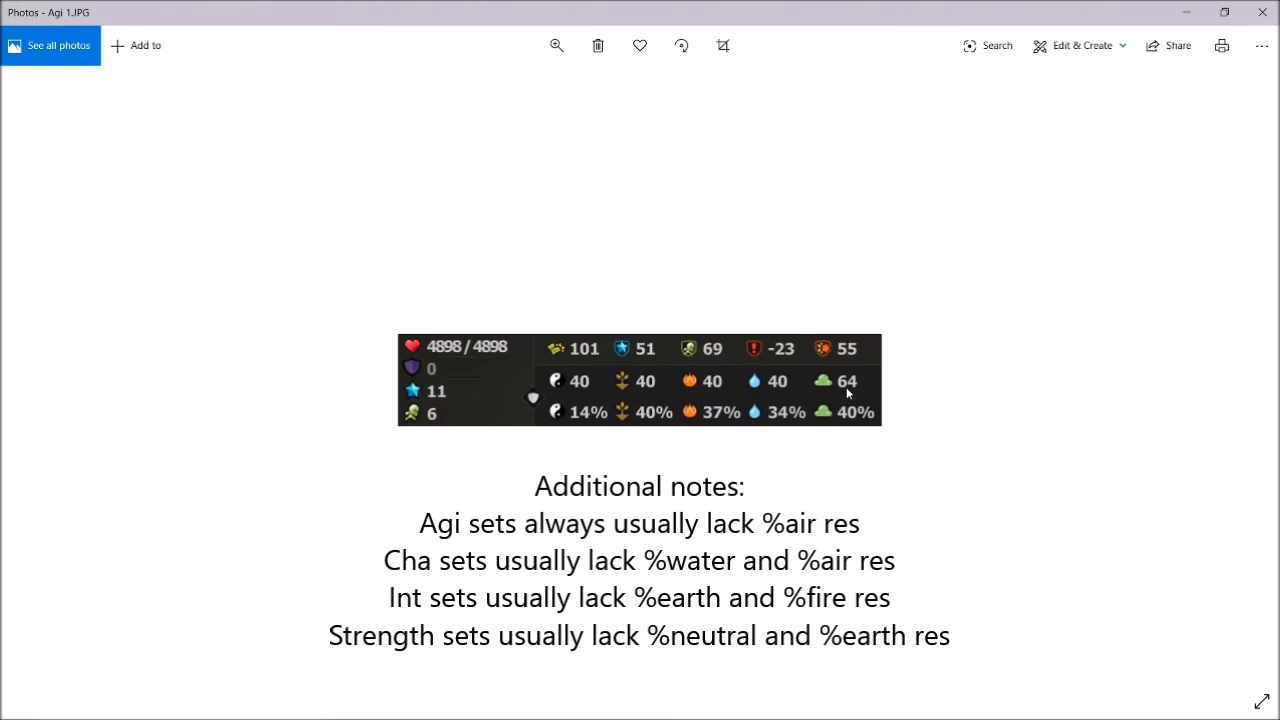 Photos - Agi 1.JPG
See all photos
Add to
Search
Edit & Create
Share
4898 / 4898
0
11
6
101 51 69 -23 55
40 40 40 40 64
14% 40% 37% 34% 40%
Additional notes:
Agi sets always usually lack %air res
Cha sets usually lack %water and %air res
Int sets usually lack %earth and %fire res
Strength sets usually lack %neutral and %earth res